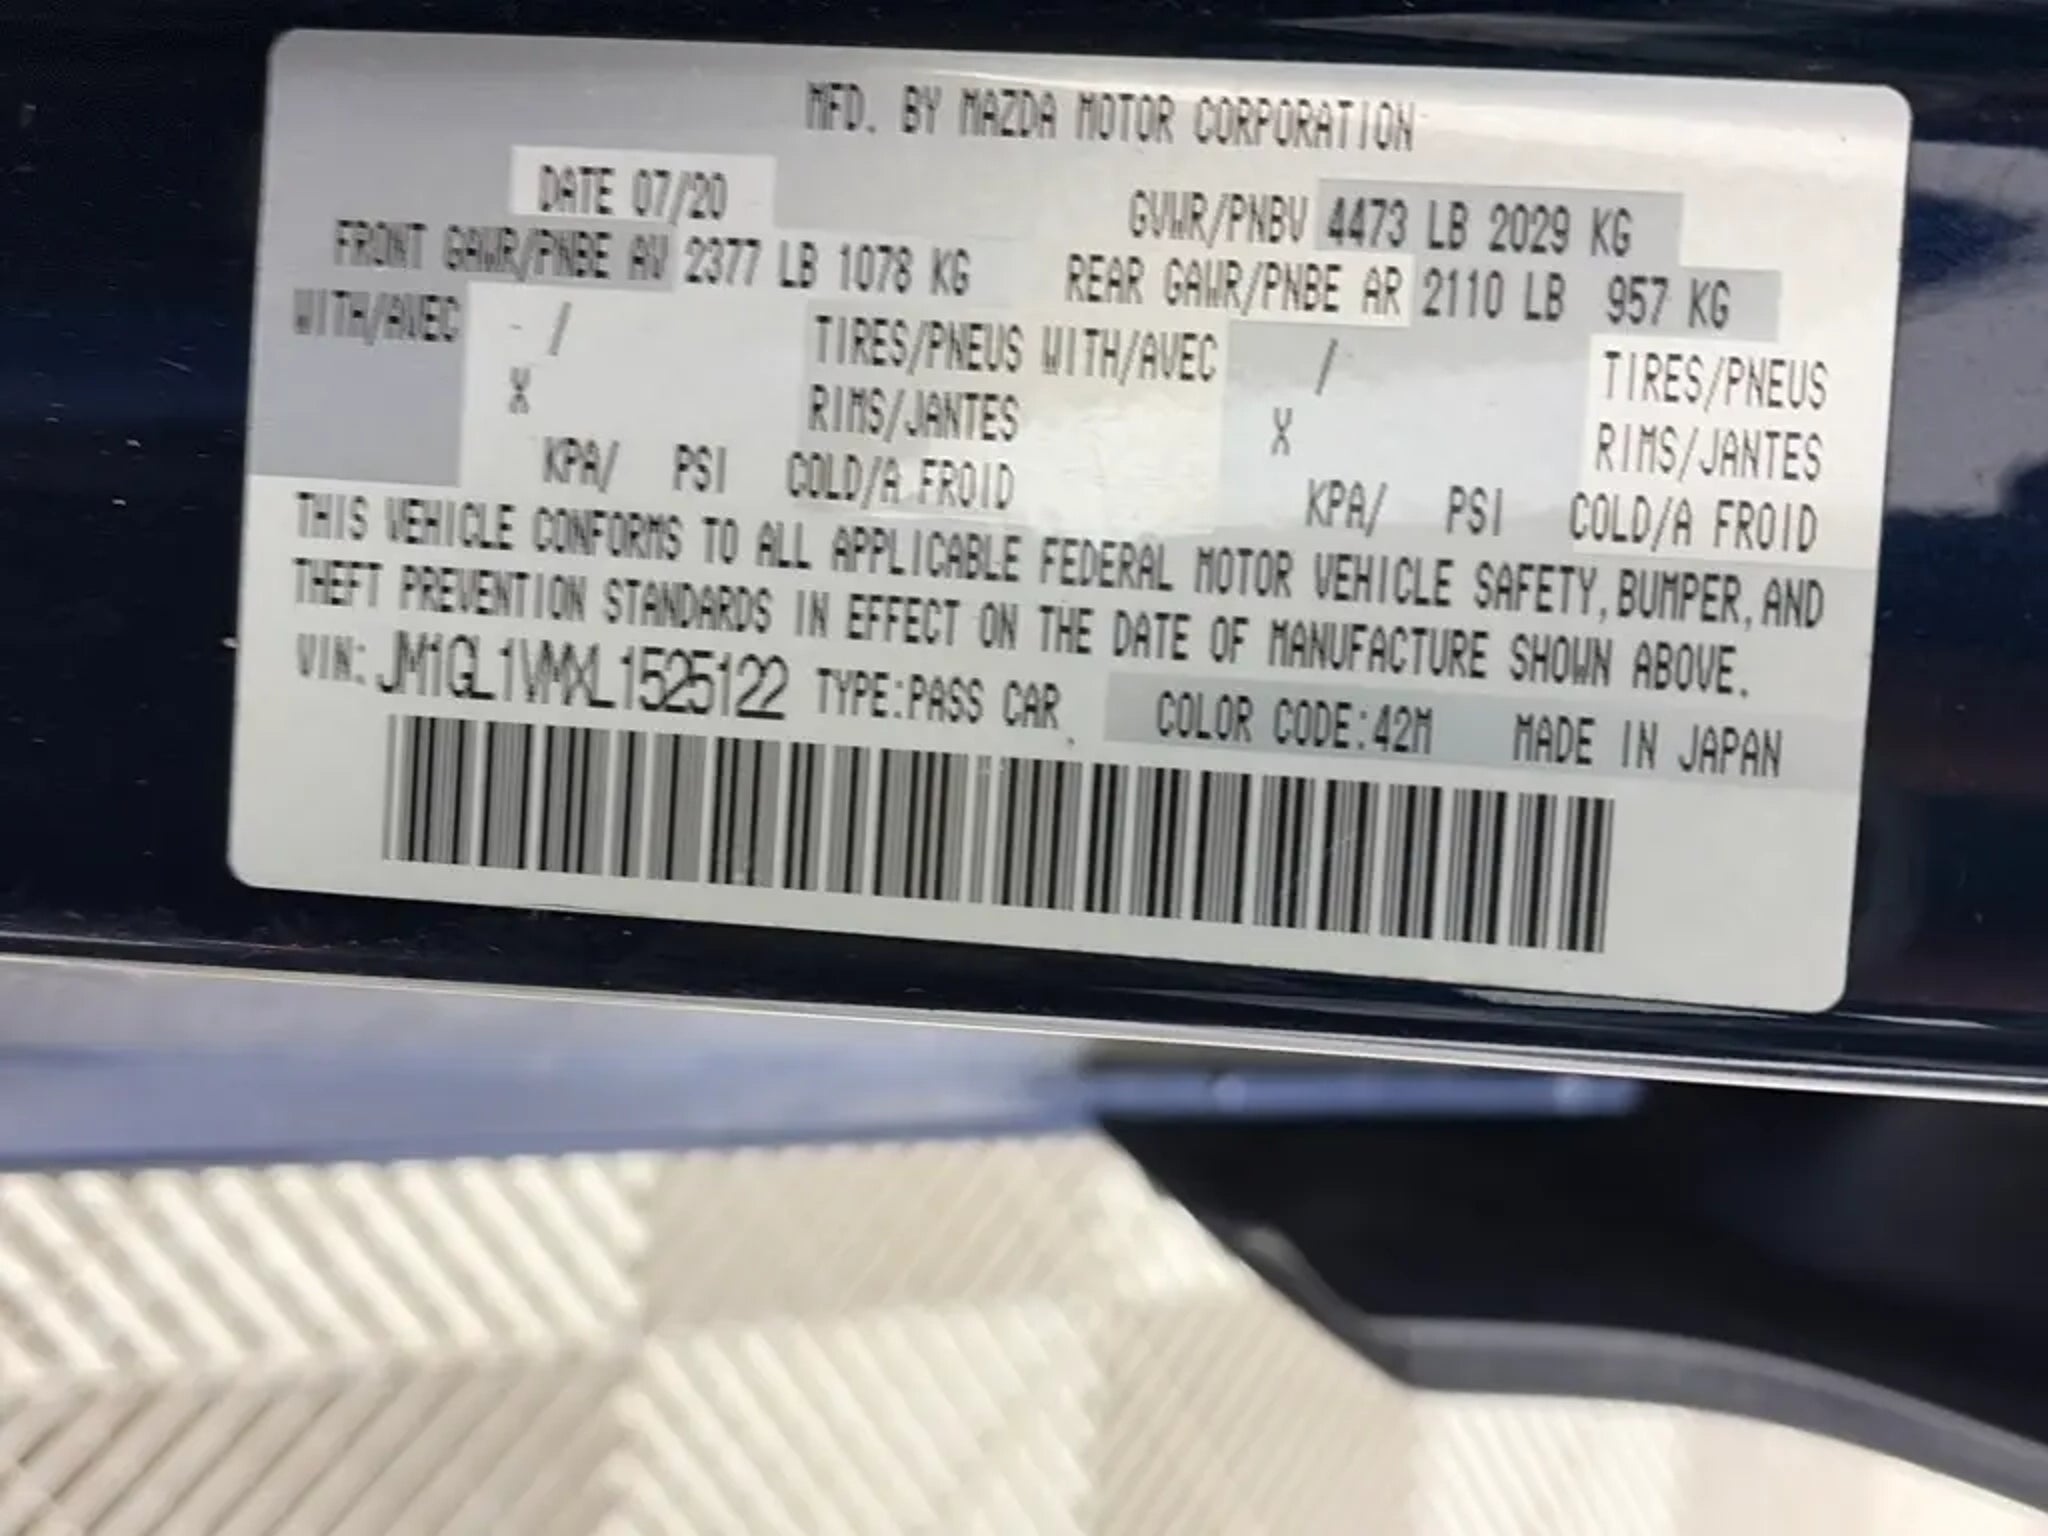 MFD. BY MAZDA MOTOR CORPORATION
DATE 07/20 GVWR/PNBV 4473 LB 2029 KG
FRONT GAWR/PNBE AV 2377 LB 1078 KG REAR GAWR/PNBE AR 2110 LB 957 KG
WITH/AVEC - / TIRES/PNEUS WITH/AVEC / TIRES/PNEUS
X RIMS/JANTES X RIMS/JANTES
KPA/ PSI COLD/A FROID KPA/ PSI COLD/A FROID
THIS VEHICLE CONFORMS TO ALL APPLICABLE FEDERAL MOTOR VEHICLE SAFETY, BUMPER, AND
THEFT PREVENTION STANDARDS IN EFFECT ON THE DATE OF MANUFACTURE SHOWN ABOVE.
VIN: JM1GL1VMXL1525122 TYPE:PASS CAR COLOR CODE:42M MADE IN JAPAN